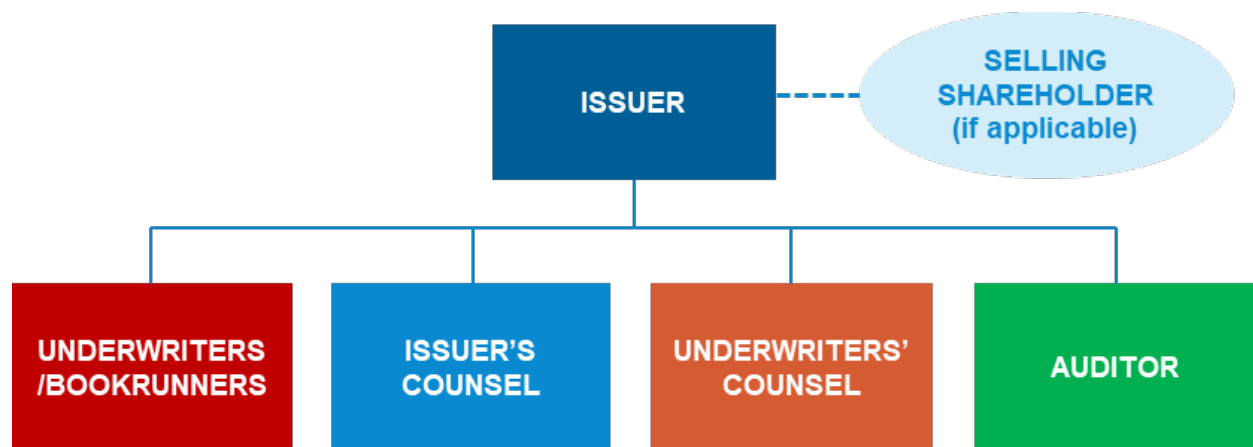 ISSUER
SELLING
SHAREHOLDER
(if applicable)
UNDERWRITERS
/BOOKRUNNERS
ISSUER’S
COUNSEL
UNDERWRITERS’
COUNSEL
AUDITOR